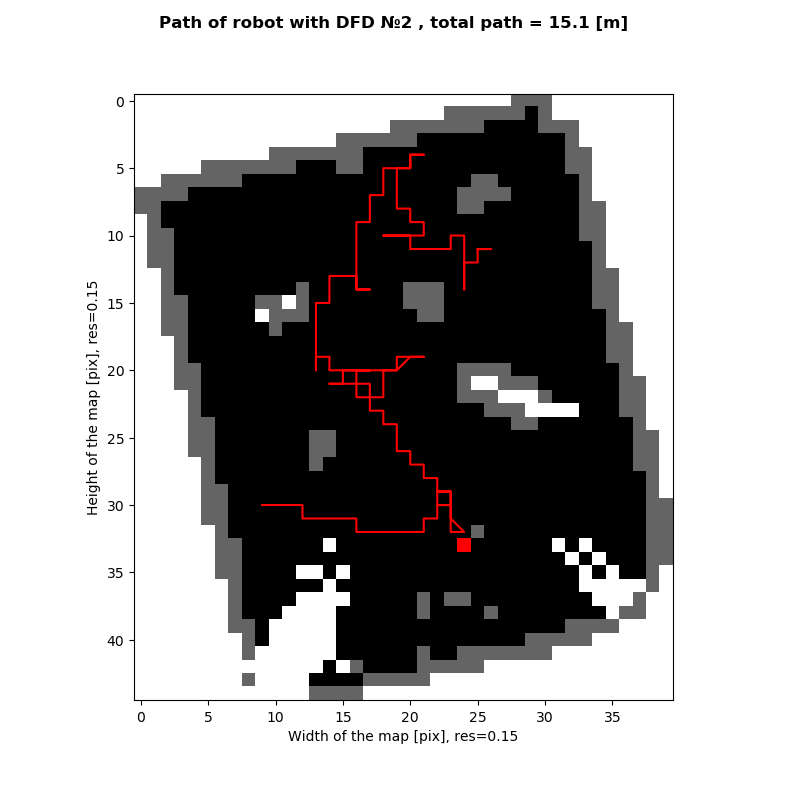 Path of robot with DFD №2 , total path = 15.1 [m]
0
5
10
15
20
25
30
35
40
Height of the map [pix], res=0.15
0 5 10 15 20 25 30 35
Width of the map [pix], res=0.15